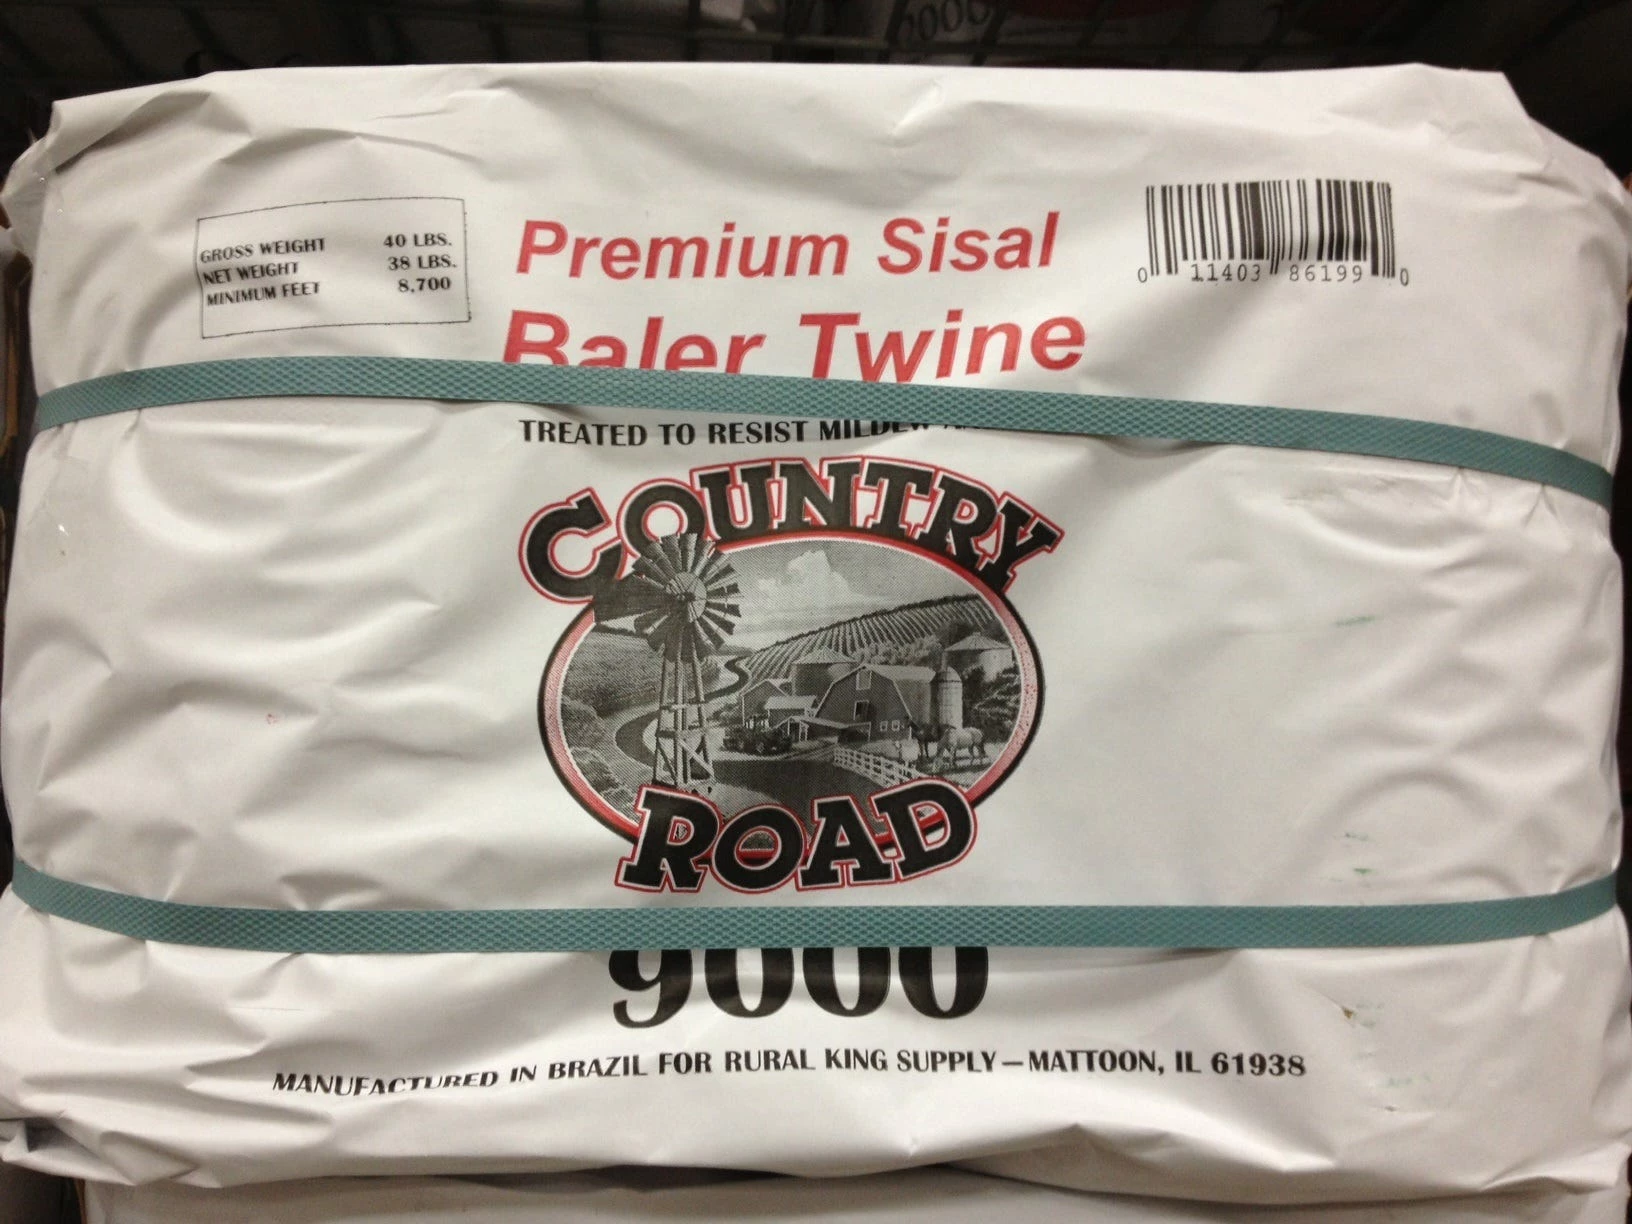 GROSS WEIGHT 40 LBS.
NET WEIGHT 38 LBS.
MINIMUM FEET 8,700
Premium Sisal
Baler Twine
0 11403 86199 0
TREATED TO RESIST MILDEW
COUNTRY
ROAD
9000
MANUFACTURED IN BRAZIL FOR RURAL KING SUPPLY—MATTOON, IL 61938